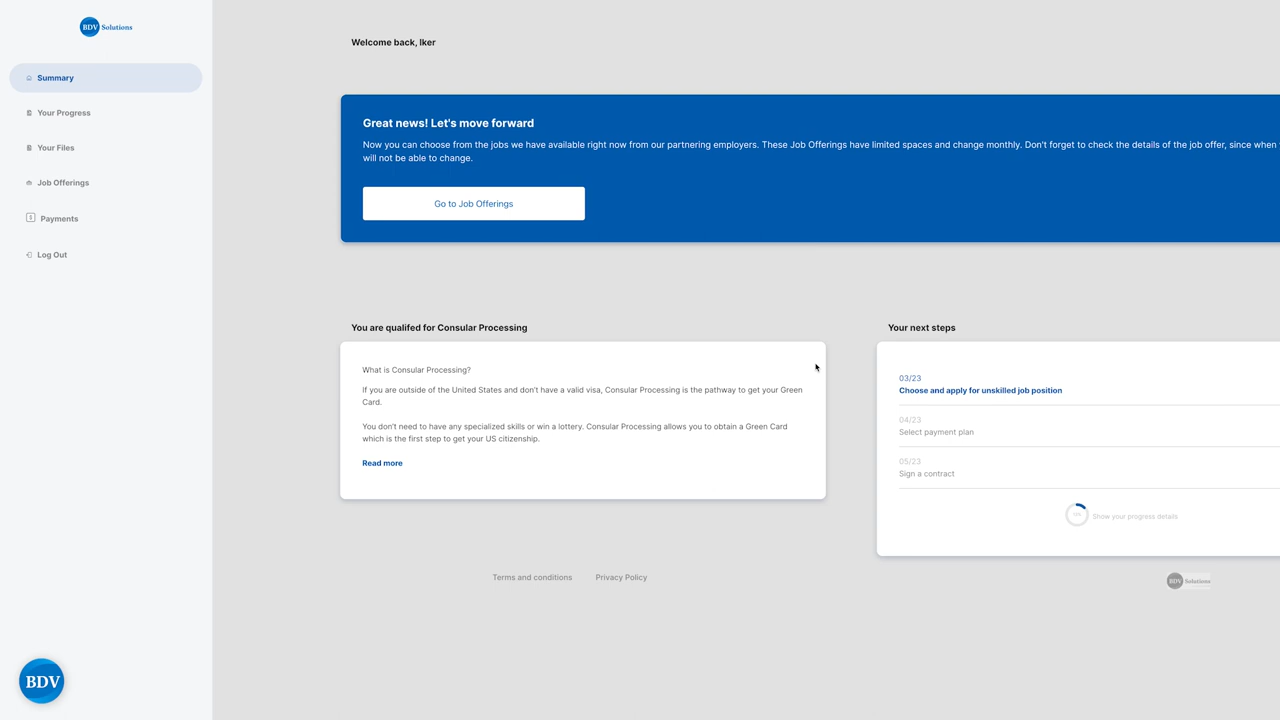 BDV Solutions
Summary
Your Progress
Your Files
Job Offerings
Payments
Log Out
BDV
Welcome back, Iker
Great news! Let's move forward
Now you can choose from the jobs we have available right now from our partnering employers. These Job Offerings have limited spaces and change monthly. Don't forget to check the details of the job offer, since when
will not be able to change.
Go to Job Offerings
You are qualifed for Consular Processing
What is Consular Processing?
If you are outside of the United States and don't have a valid visa, Consular Processing is the pathway to get your Green
Card.
You don't need to have any specialized skills or win a lottery. Consular Processing allows you to obtain a Green Card
which is the first step to get your US citizenship.
Read more
Your next steps
03/23
Choose and apply for unskilled job position
04/23
Select payment plan
05/23
Sign a contract
Show your progress details
Terms and conditions Privacy Policy
BDV Solutions